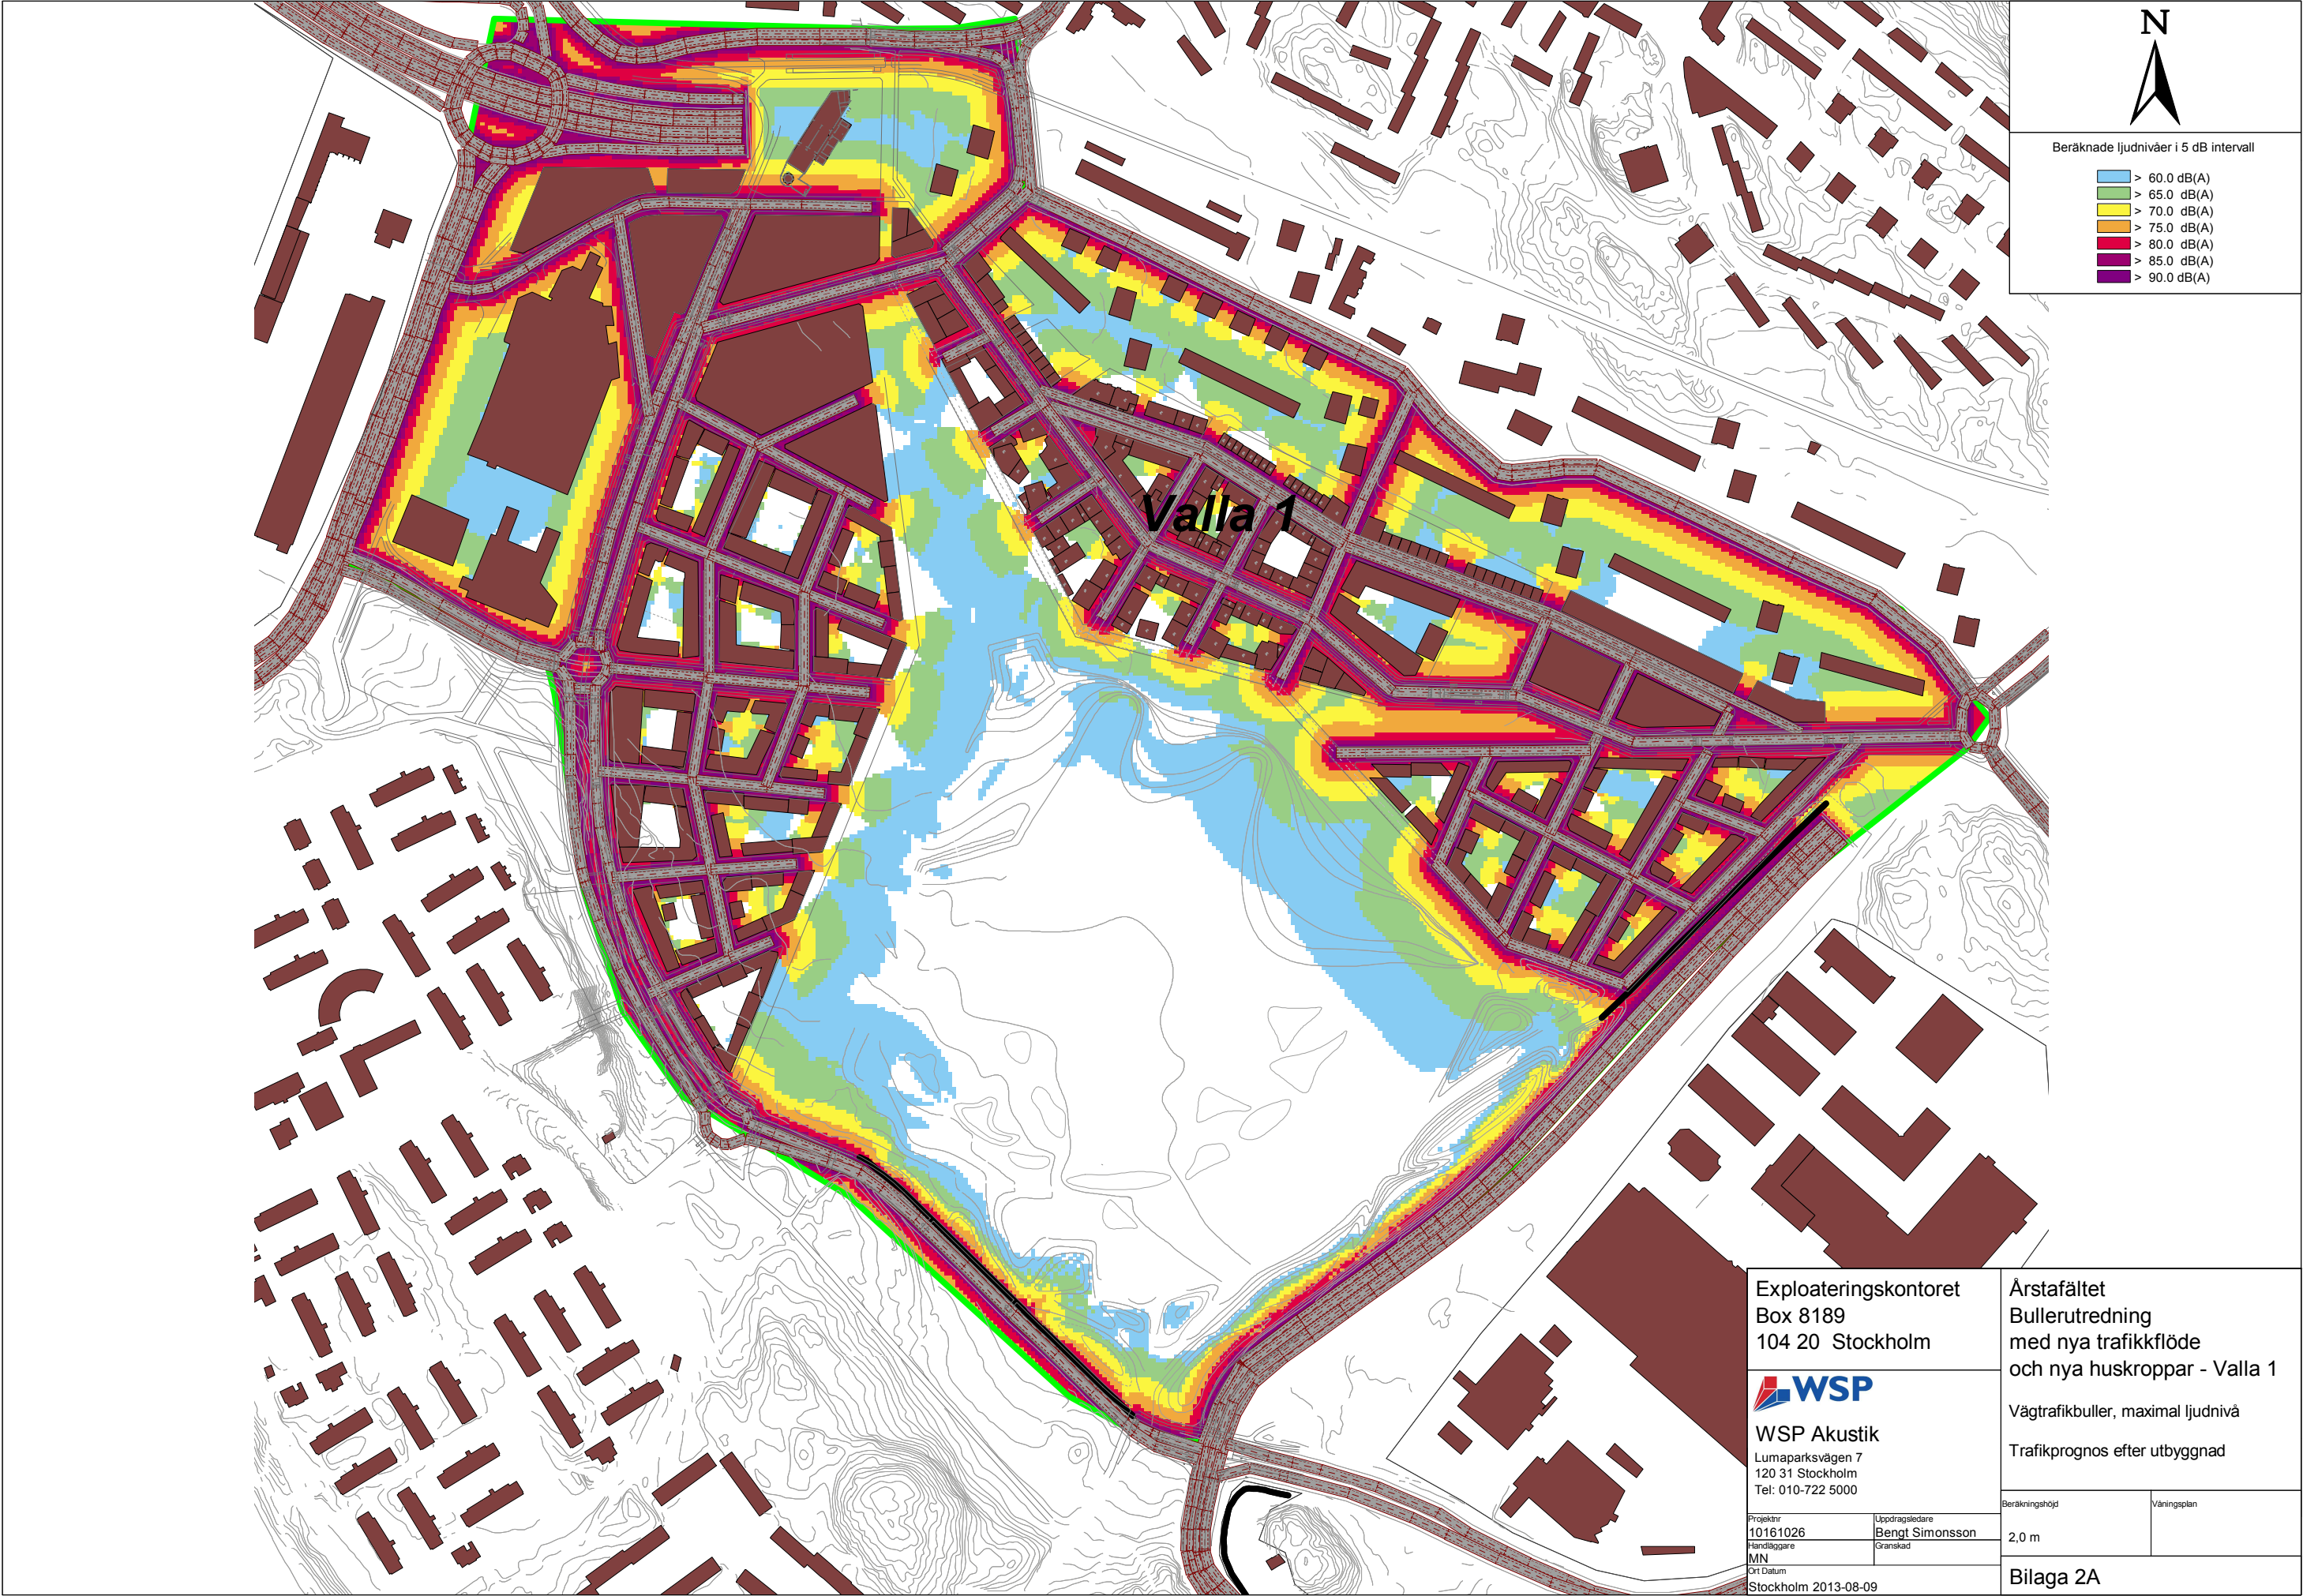 N
Beräknade ljudnivåer i 5 dB intervall
> 60.0 dB(A)
> 65.0 dB(A)
> 70.0 dB(A)
> 75.0 dB(A)
> 80.0 dB(A)
> 85.0 dB(A)
> 90.0 dB(A)
Valla 1
Exploateringskontoret
Box 8189
104 20 Stockholm
WSP
WSP Akustik
Lumaparksvägen 7
120 31 Stockholm
Tel: 010-722 5000
Projektnr
10161026
Uppdragsledare
Bengt Simonsson
Handläggare
MN
Granskad
Ort Datum
Stockholm 2013-08-09
Årstafältet
Bullerutredning
med nya trafikkflöde
och nya huskroppar - Valla 1
Vägtrafikbuller, maximal ljudnivå
Trafikprognos efter utbyggnad
Beräkningshöjd
2,0 m
Våningsplan
Bilaga 2A